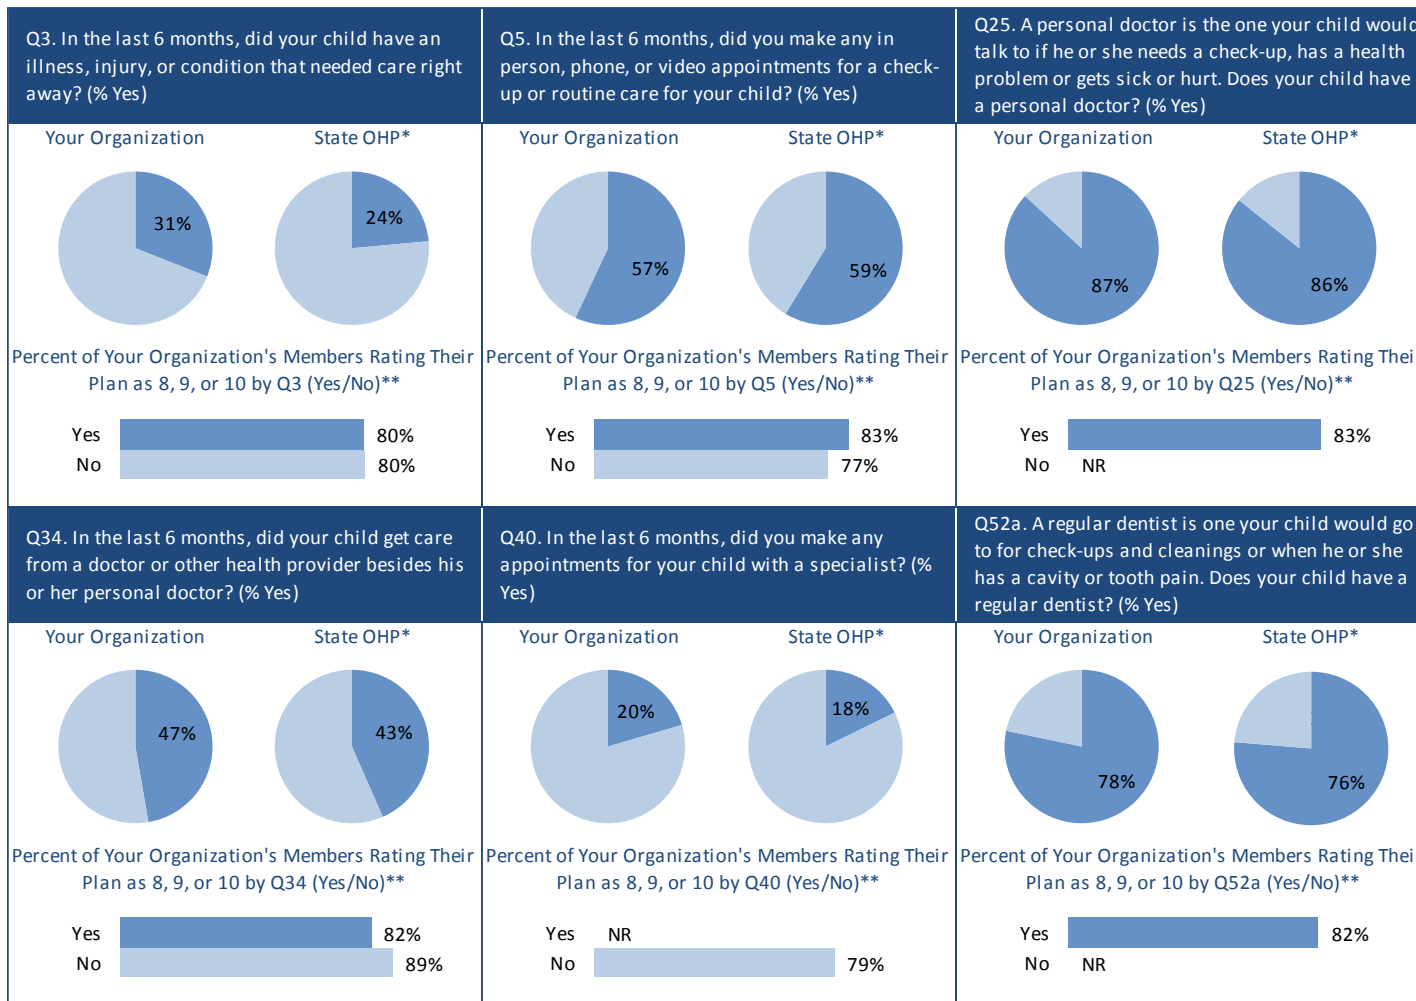 Q3. In the last 6 months, did your child have an
illness, injury, or condition that needed care right
away? (% Yes)
Your Organization
State OHP*
31%
24%
Percent of Your Organization's Members Rating Their
Plan as 8, 9, or 10 by Q3 (Yes/No)**
Yes
80%
No
80%
Q5. In the last 6 months, did you make any in
person, phone, or video appointments for a check-
up or routine care for your child? (% Yes)
Your Organization
State OHP*
57%
59%
Percent of Your Organization's Members Rating Their
Plan as 8, 9, or 10 by Q5 (Yes/No)**
Yes
83%
No
77%
Q25. A personal doctor is the one your child would
talk to if he or she needs a check-up, has a health
problem or gets sick or hurt. Does your child have
a personal doctor? (% Yes)
Your Organization
State OHP*
87%
86%
Percent of Your Organization's Members Rating Thei
Plan as 8, 9, or 10 by Q25 (Yes/No)**
Yes
83%
No
NR
Q34. In the last 6 months, did your child get care
from a doctor or other health provider besides his
or her personal doctor? (% Yes)
Your Organization
State OHP*
47%
43%
Percent of Your Organization's Members Rating Their
Plan as 8, 9, or 10 by Q34 (Yes/No)**
Yes
82%
No
89%
Q40. In the last 6 months, did you make any
appointments for your child with a specialist? (%
Yes)
Your Organization
State OHP*
20%
18%
Percent of Your Organization's Members Rating Their
Plan as 8, 9, or 10 by Q40 (Yes/No)**
Yes
NR
No
79%
Q52a. A regular dentist is one your child would go
to for check-ups and cleanings or when he or she
has a cavity or tooth pain. Does your child have a
regular dentist? (% Yes)
Your Organization
State OHP*
78%
76%
Percent of Your Organization's Members Rating Thei
Plan as 8, 9, or 10 by Q52a (Yes/No)**
Yes
82%
No
NR